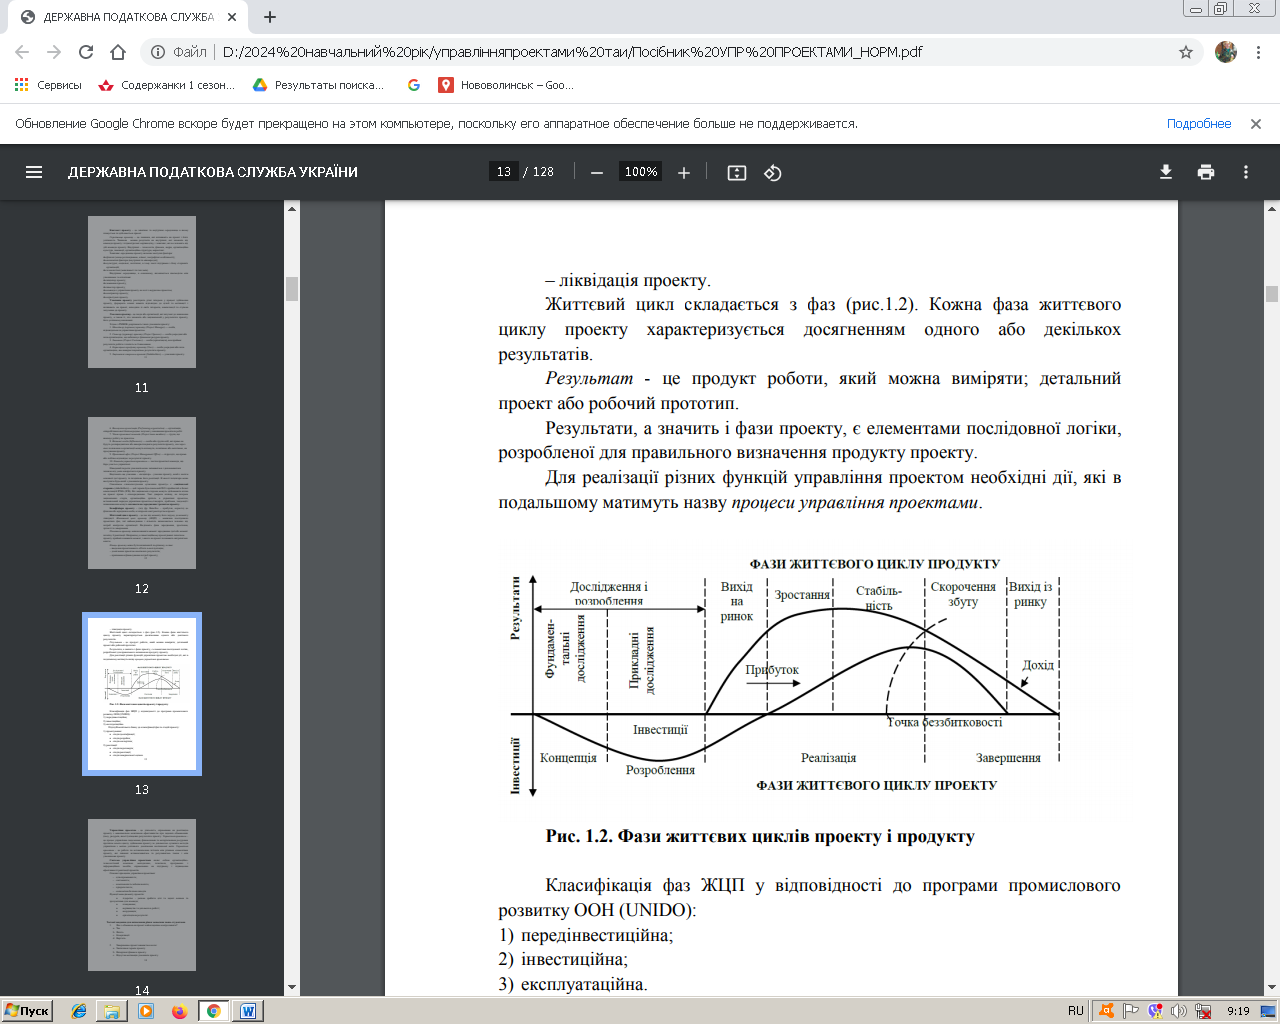 ДЕРЖАВНА ПОДАТКОВА СЛУЖБА
Файл | D:/2024%20навчальний%20рік/управлінняпроектами%20таи/Посібник%20УПР%20ПРОЕКТАМИ_НОРМ.pdf
Сервисы Содержанки 1 сезон... Результаты поиска... Нововолинськ – Goo...
Обновление Google Chrome вскоре будет прекращено на этом компьютере, поскольку его аппаратное обеспечение больше не поддерживается. Подробнее
ДЕРЖАВНА ПОДАТКОВА СЛУЖБА УКРАЇНИ 13 / 128 100%
11
12
13
14
– ліквідація проекту.
Життєвий цикл складається з фаз (рис.1.2). Кожна фаза життєвого
циклу проекту характеризується досягненням одного або декількох
результатів.
Результат - це продукт роботи, який можна виміряти; детальний
проект або робочий прототип.
Результати, а значить і фази проекту, є елементами послідовної логіки,
розробленої для правильного визначення продукту проекту.
Для реалізації різних функцій управління проектом необхідні дії, які в
подальшому матимуть назву процеси управління проектами.
ФАЗИ ЖИТТЄВОГО ЦИКЛУ ПРОДУКТУ
Результати
Дослідження і
розроблення
Вихід
на
ринок
Зростання
Стабіль-
ність
Скорочення
збуту
Вихід із
ринку
Фундамен-
тальні
дослідження
Прикладні
дослідження
Прибуток
Дохід
Точка беззбитковості
Інвестиції
Інвестиції
Концепція
Розроблення
Реалізація
Завершення
ФАЗИ ЖИТТЄВОГО ЦИКЛУ ПРОЕКТУ
Рис. 1.2. Фази життєвих циклів проекту і продукту
Класифікація фаз ЖЦП у відповідності до програми промислового
розвитку ООН (UNIDO):
1) передінвестиційна;
2) інвестиційна;
3) експлуатаційна.
Пуск RU 9:19